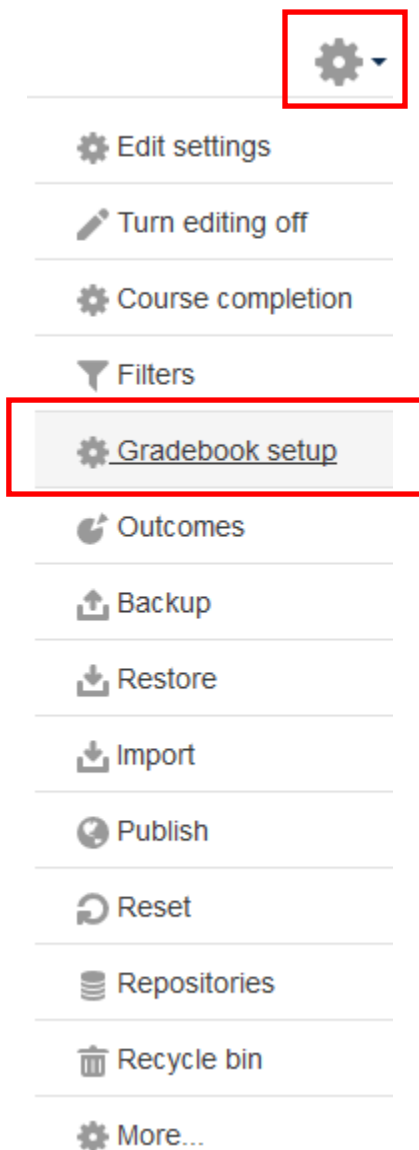 Edit settings
Turn editing off
Course completion
Filters
Gradebook setup
Outcomes
Backup
Restore
Import
Publish
Reset
Repositories
Recycle bin
More...